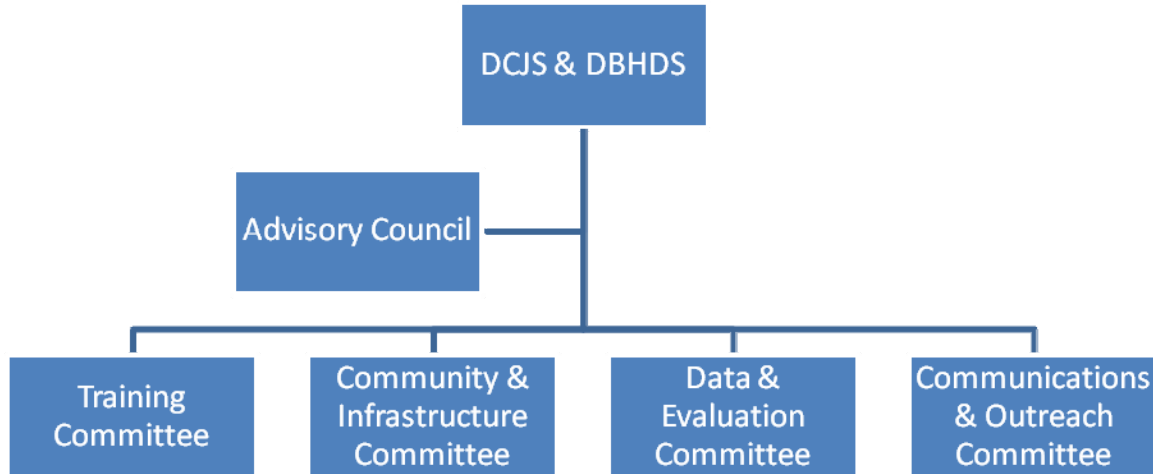 DCJS & DBHDS
Advisory Council
Training
Committee
Community &
Infrastructure
Committee
Data &
Evaluation
Committee
Communications
& Outreach
Committee